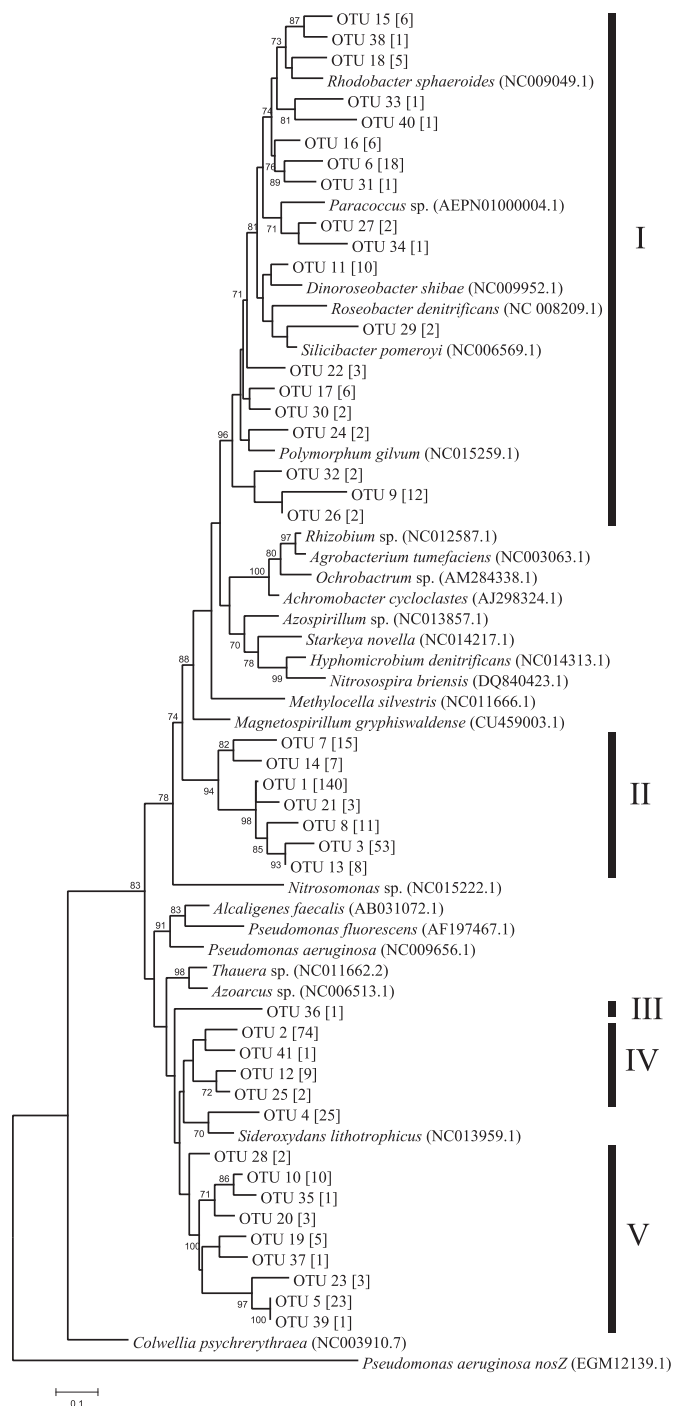 87
OTU 15 [6]
73
OTU 38 [1]
OTU 18 [5]
Rhodobacter sphaeroides (NC009049.1)
OTU 33 [1]
74
81
OTU 40 [1]
OTU 16 [6]
76
OTU 6 [18]
89
OTU 31 [1]
Paracoccus sp. (AEPN01000004.1)
81
71
OTU 27 [2]
OTU 34 [1]
I
OTU 11 [10]
Dinoroseobacter shibae (NC009952.1)
71
Roseobacter denitrificans (NC 008209.1)
OTU 29 [2]
Silicibacter pomeroyi (NC006569.1)
OTU 22 [3]
OTU 17 [6]
OTU 30 [2]
96
OTU 24 [2]
Polymorphum gilvum (NC015259.1)
OTU 32 [2]
OTU 9 [12]
OTU 26 [2]
97
Rhizobium sp. (NC012587.1)
80
Agrobacterium tumefaciens (NC003063.1)
100
Ochrobactrum sp. (AM284338.1)
Achromobacter cycloclastes (AJ298324.1)
Azospirillum sp. (NC013857.1)
70
Starkeya novella (NC014217.1)
78
Hyphomicrobium denitrificans (NC014313.1)
88
99
Nitrosospira briensis (DQ840423.1)
Methylocella silvestris (NC011666.1)
74
Magnetospirillum gryphiswaldense (CU459003.1)
82
OTU 7 [15]
OTU 14 [7]
94
OTU 1 [140]
78
98
OTU 21 [3]
II
OTU 8 [11]
85
OTU 3 [53]
93
OTU 13 [8]
83
Nitrosomonas sp. (NC015222.1)
83
Alcaligenes faecalis (AB031072.1)
91
Pseudomonas fluorescens (AF197467.1)
Pseudomonas aeruginosa (NC009656.1)
98
Thauera sp. (NC011662.2)
Azoarcus sp. (NC006513.1)
OTU 36 [1]
III
OTU 2 [74]
OTU 41 [1]
IV
OTU 12 [9]
72
OTU 25 [2]
OTU 4 [25]
70
Sideroxydans lithotrophicus (NC013959.1)
OTU 28 [2]
86
OTU 10 [10]
71
OTU 35 [1]
OTU 20 [3]
100
OTU 19 [5]
V
OTU 37 [1]
OTU 23 [3]
97
OTU 5 [23]
100
OTU 39 [1]
Colwellia psychrerythraea (NC003910.7)
Pseudomonas aeruginosa nosZ (EGM12139.1)
0.1